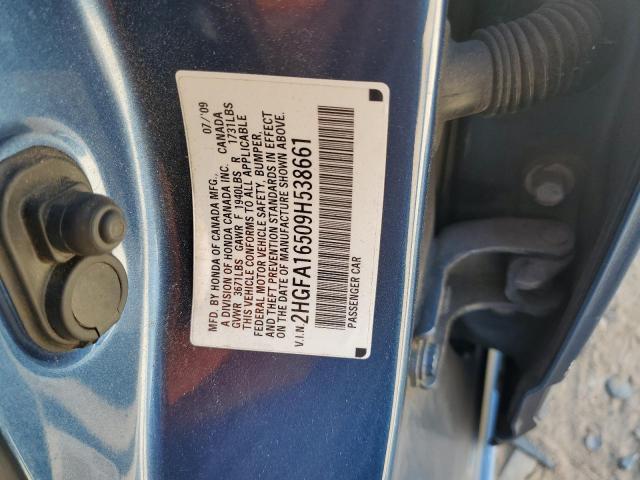 MFD. BY HONDA OF CANADA MFG., 07/'09
A DIVISION OF HONDA CANADA INC. CANADA
GVWR 3671LBS GAWR F 1940LBS R 1731LBS
THIS VEHICLE CONFORMS TO ALL APPLICABLE
FEDERAL MOTOR VEHICLE SAFETY, BUMPER,
AND THEFT PREVENTION STANDARDS IN EFFECT
ON THE DATE OF MANUFACTURE SHOWN ABOVE.
V.I.N. 2HGFA16509H538661
PASSENGER CAR